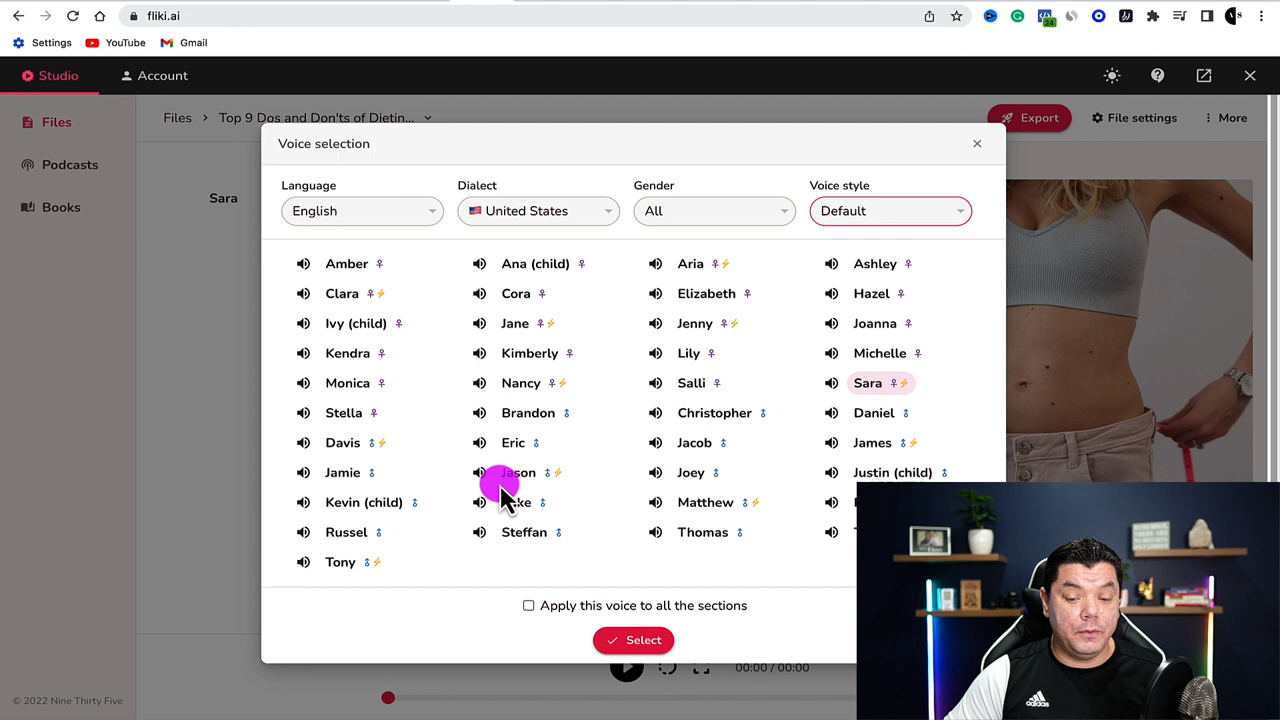 fliki.ai
24
Settings YouTube Gmail
Studio Account
Files Files > Top 9 Dos and Don'ts of Dietin... Export File settings More
Podcasts
Books
Sara
Voice selection
Language Dialect Gender Voice style
English United States All Default
Amber Ana (child) Aria Ashley
Clara Cora Elizabeth Hazel
Ivy (child) Jane Jenny Joanna
Kendra Kimberly Lily Michelle
Monica Nancy Salli Sara
Stella Brandon Christopher Daniel
Davis Eric Jacob James
Jamie Jason Joey Justin (child)
Kevin (child) Matthew
Russel Steffan Thomas
Tony
Apply this voice to all the sections
Select
00:00 / 00:00
© 2022 Nine Thirty Five
adidas